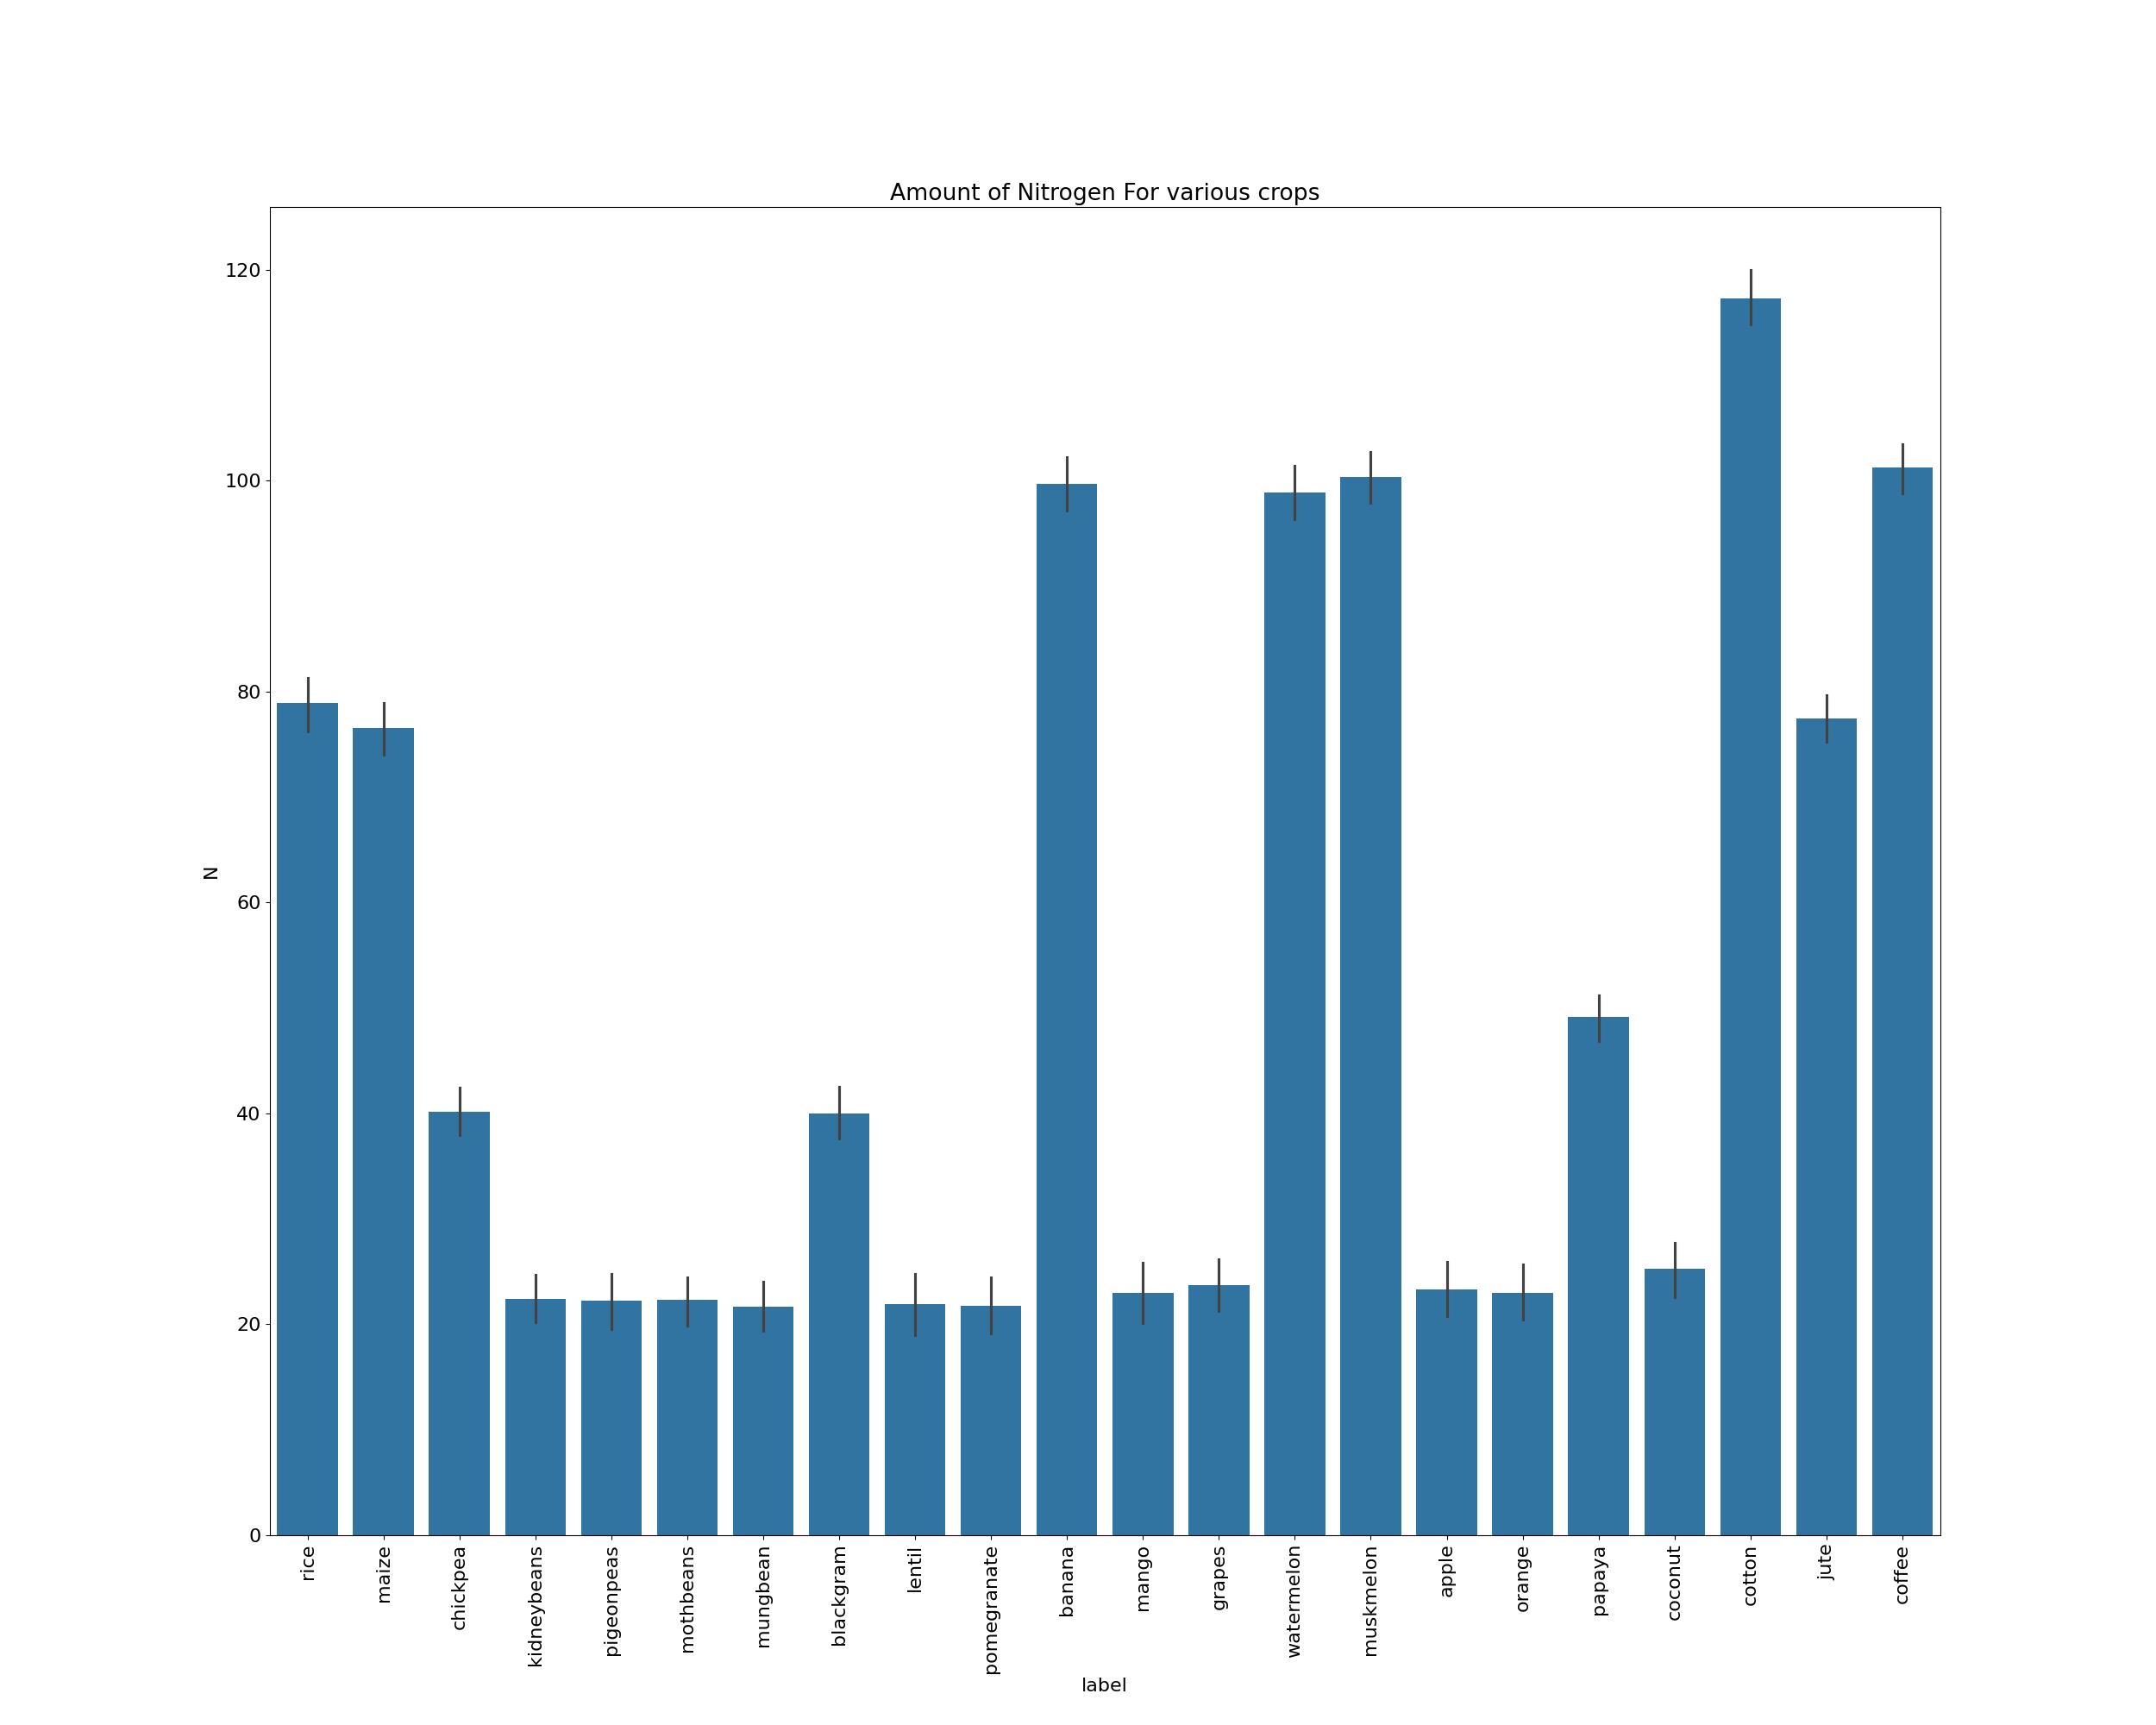 Amount of Nitrogen For various crops
120
100
80
60
40
20
0
N
rice
maize
chickpea
kidneybeans
pigeonpeas
mothbeans
mungbean
blackgram
lentil
pomegranate
banana
mango
grapes
watermelon
muskmelon
apple
orange
papaya
coconut
cotton
jute
coffee
label